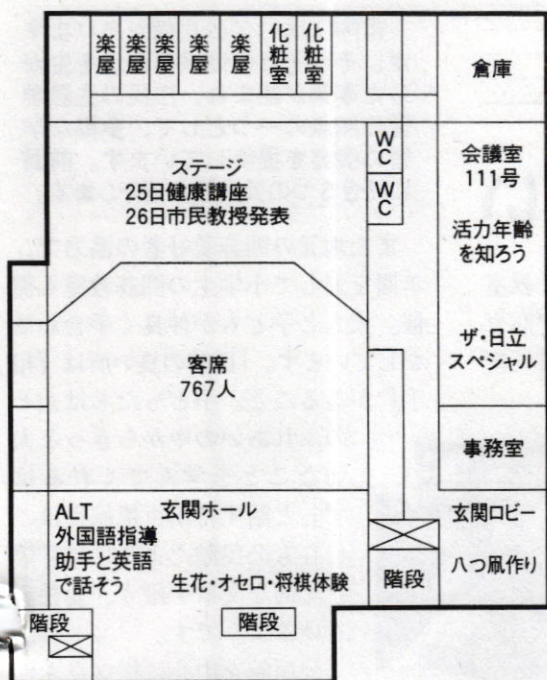 楽屋
楽屋
楽屋
楽屋
楽屋
化粧室
化粧室
倉庫
WC
WC
ステージ
25日健康講座
26日市民教授発表
会議室
111号
活力年齢
を知ろう
ザ・日立
スペシャル
客席
767人
事務室
ALT
外国語指導
助手と英語
で話そう
玄関ホール
生花・オセロ・将棋体験
玄関ロビー
八つ凧作り
階段
階段
階段